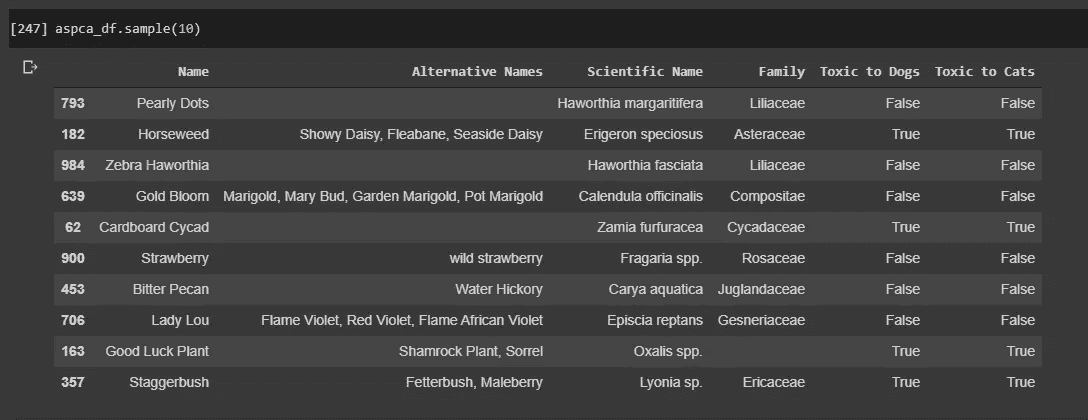 [247] aspca_df.sample(10)
Name Alternative Names Scientific Name Family Toxic to Dogs Toxic to Cats
793 Pearly Dots Haworthia margaritifera Liliaceae False False
182 Horseweed Showy Daisy, Fleabane, Seaside Daisy Erigeron speciosus Asteraceae True True
984 Zebra Haworthia Haworthia fasciata Liliaceae False False
639 Gold Bloom Marigold, Mary Bud, Garden Marigold, Pot Marigold Calendula officinalis Compositae False False
62 Cardboard Cycad Zamia furfuracea Cycadaceae True True
900 Strawberry wild strawberry Fragaria spp. Rosaceae False False
453 Bitter Pecan Water Hickory Carya aquatica Juglandaceae False False
706 Lady Lou Flame Violet, Red Violet, Flame African Violet Episcia reptans Gesneriaceae False False
163 Good Luck Plant Shamrock Plant, Sorrel Oxalis spp. True True
357 Staggerbush Fetterbush, Maleberry Lyonia sp. Ericaceae True True